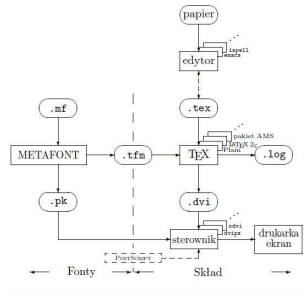 papier
ispell
emacs
edytor
.mf
.tex
pakiet AMS
LATEX 2ε
Plain
METAFONT
.tfm
TEX
.log
.pk
.dvi
xdvi
dvips
sterownik
drukarka
ekran
POSTSCRIPT
Fonty
Skład